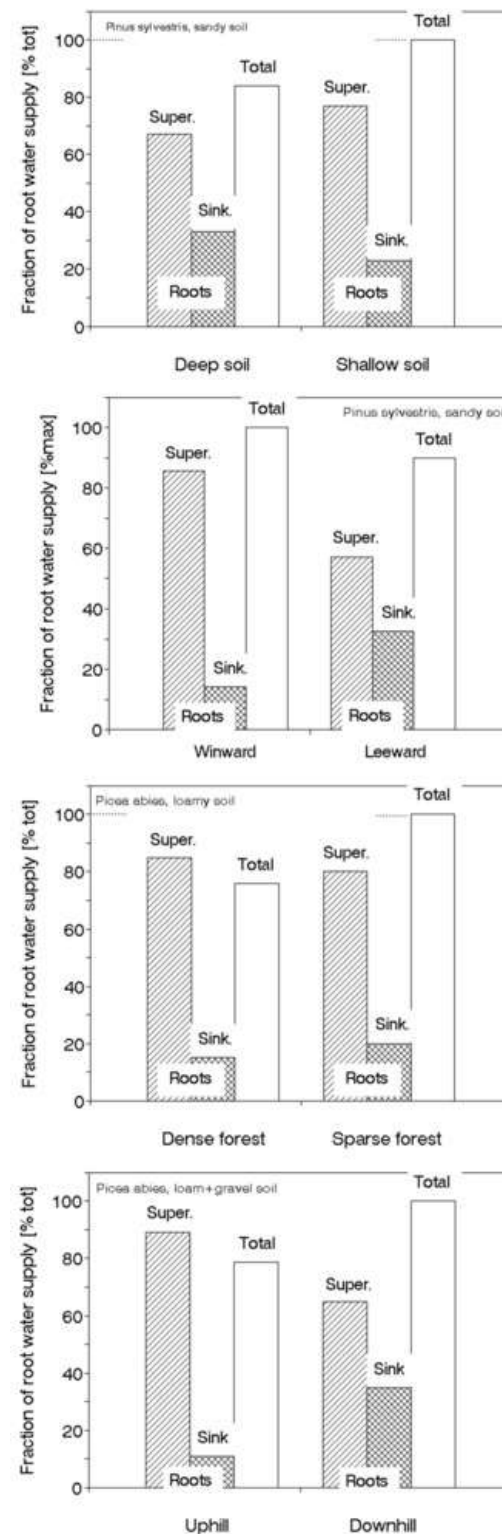 Pinus sylvestris, sandy soil
Fraction of root water supply [% tot]
100
80
60
40
20
0
Super.
Sink.
Total
Roots
Super.
Sink.
Total
Roots
Deep soil
Shallow soil
Pinus sylvestris, sandy soi
Fraction of root water supply [%max]
100
80
60
40
20
0
Super.
Sink.
Total
Roots
Super.
Sink.
Total
Roots
Winward
Leeward
Picea abies, loamy soil
Fraction of root water supply [% tot]
100
80
60
40
20
0
Super.
Sink.
Total
Roots
Super.
Sink.
Total
Roots
Dense forest
Sparse forest
Picea abies, loam+gravel soil
Fraction of root water supply [% tot]
100
80
60
40
20
0
Super.
Sink
Total
Roots
Super.
Sink
Total
Roots
Uphill
Downhill